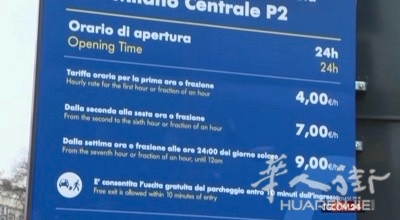 Milano Centrale P2
Orario di apertura 24h
Opening Time 24h
Tariffa oraria per la prima ora o frazione
Hourly rate for the first hour or fraction of an hour
4,00€/h
Dalla seconda alla sesta ora o frazione
From the second to the sixth hour or fraction of an hour
7,00€/h
Dalla settima ora o frazione alle ore 24:00 del giorno solare
From the seventh hour or fraction of an hour, until 12am
9,00€/h
E' consentita l'uscita gratuita del parcheggio entro 10 minuti dall'ingresso
Free exit is allowed within 10 minutes of entry
华人街
HUARENJIE